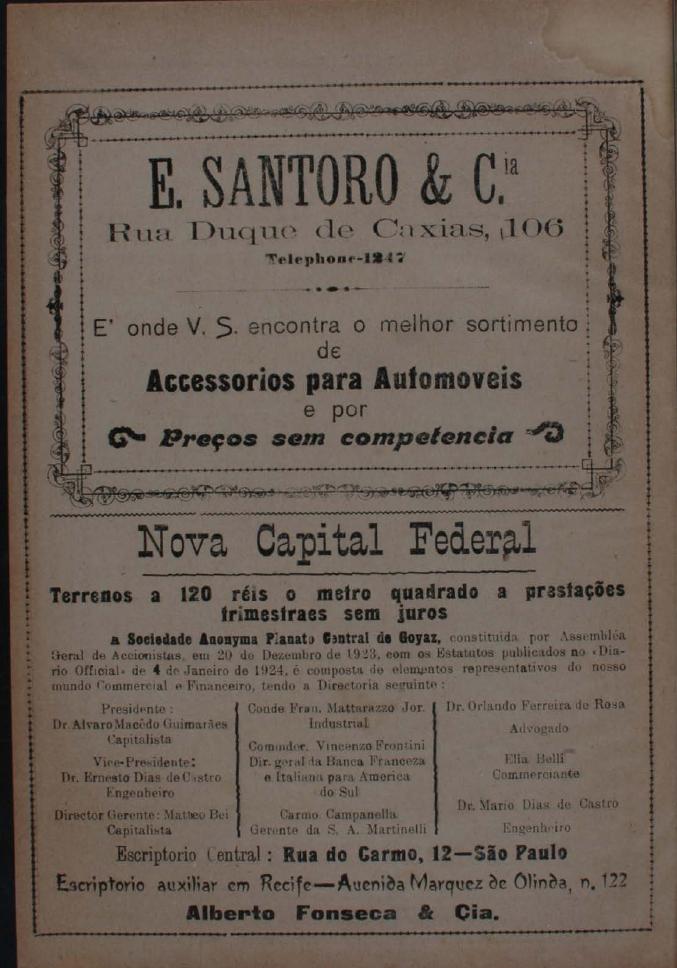 E. SANTORO & C.ia
Rua Duque de Caxias, 106
Telephone-1247
E' onde V. S. encontra o melhor sortimento
de
Accessorios para Automoveis
e por
Preços sem competencia
Nova Capital Federal
Terrenos a 120 réis o metro quadrado a prestações
trimestraes sem juros
A Sociedade Anonyma Planato Central de Goyaz, constituida por Assembléa
Geral de Accionistas, em 20 de Dezembro de 1923, com os Estatutos publicados no «Dia-
rio Official» de 4 de Janeiro de 1924, é composta de elementos representativos do nosso
mundo Commercial e Financeiro, tendo a Directoria seguinte:
Presidente:
Dr. Alvaro Macêdo Guimarães
Capitalista
Vice-Presidente:
Dr. Ernesto Dias de Castro
Engenheiro
Director Gerente: Matteo Bei
Capitalista
Conde Fran. Mattarazzo Jor.
Industrial
Commdor. Vincenzo Frontini
Dir. geral da Banca Franceza
e Italiana para America
do Sul
Carmo Campanella
Gerente da S. A. Martinelli
Dr. Orlando Ferreira de Rosa
Advogado
Elia Belli
Commerciante
Dr. Mario Dias de Castro
Engenheiro
Escriptorio Central: Rua do Carmo, 12—São Paulo
Escriptorio auxiliar em Recife—Avenida Marquez de Olinda, n. 122
Alberto Fonseca & Cia.